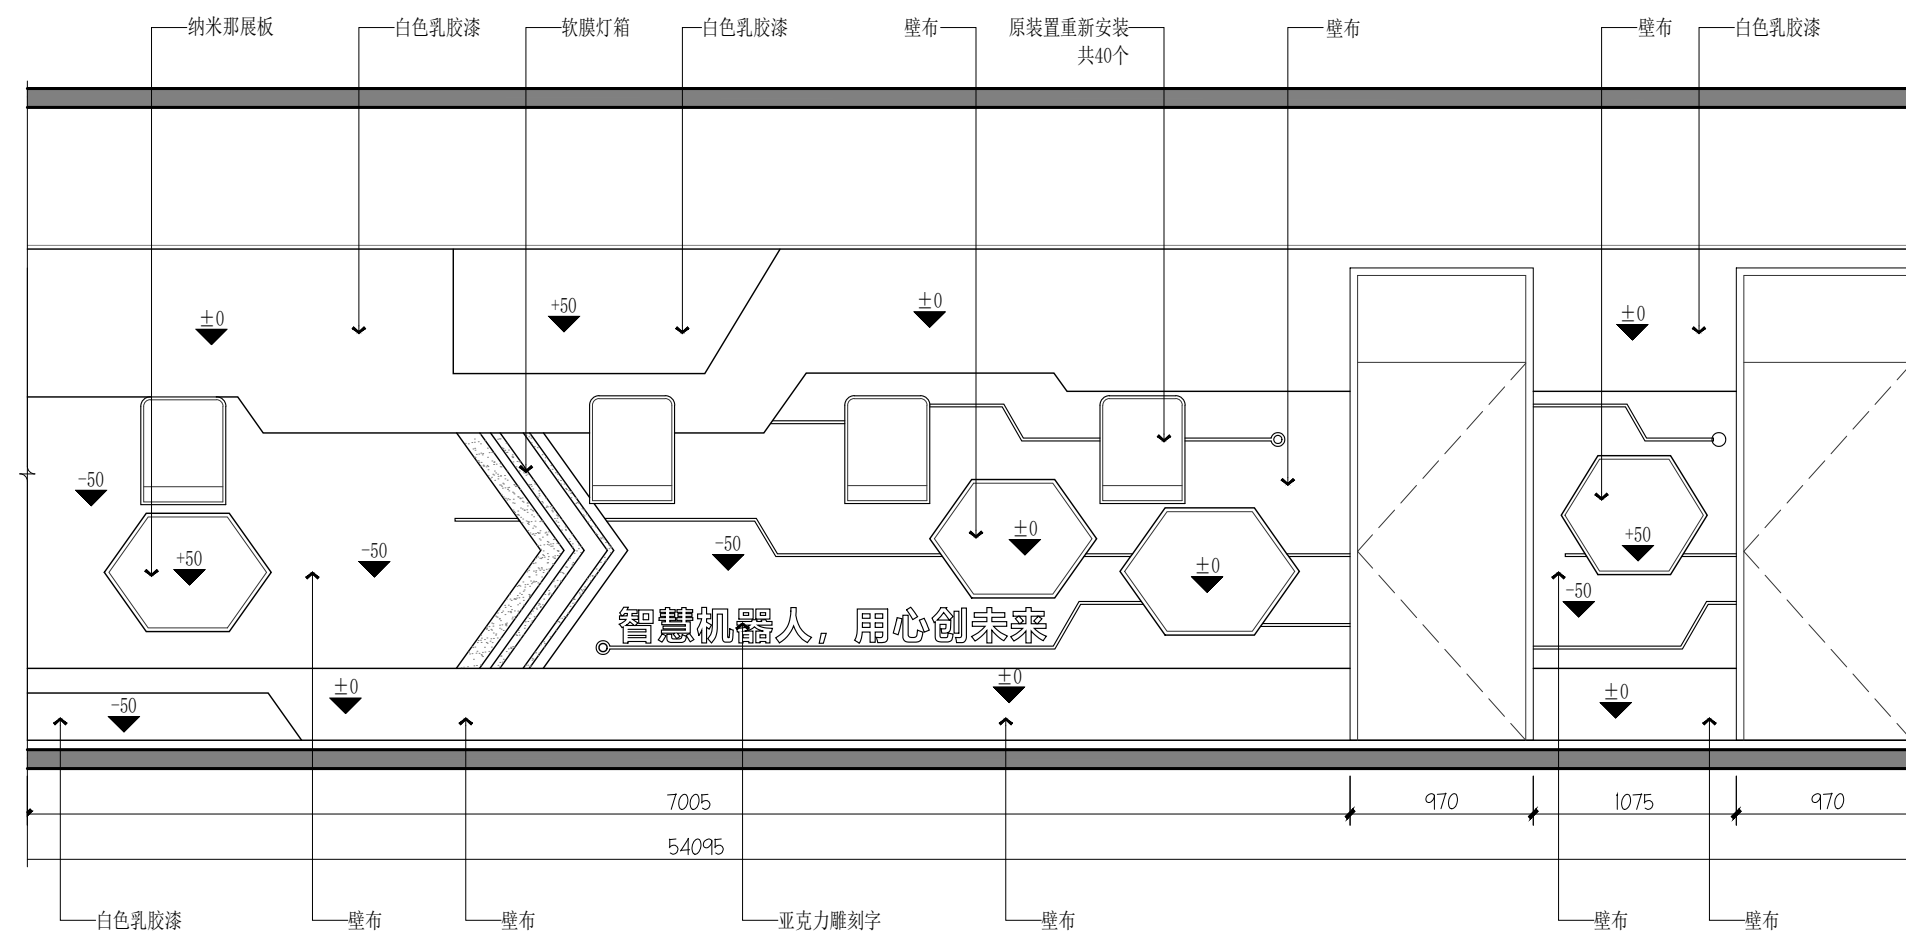 纳米那展板
白色乳胶漆
软膜灯箱
白色乳胶漆
壁布
原装置重新安装
共40个
壁布
壁布
白色乳胶漆
±0
+50
±0
±0
-50
+50
-50
-50
±0
±0
+50
-50
智慧机器人，用心创未来
-50
±0
±0
±0
7005
970
1075
970
54095
白色乳胶漆
壁布
壁布
亚克力雕刻字
壁布
壁布
壁布